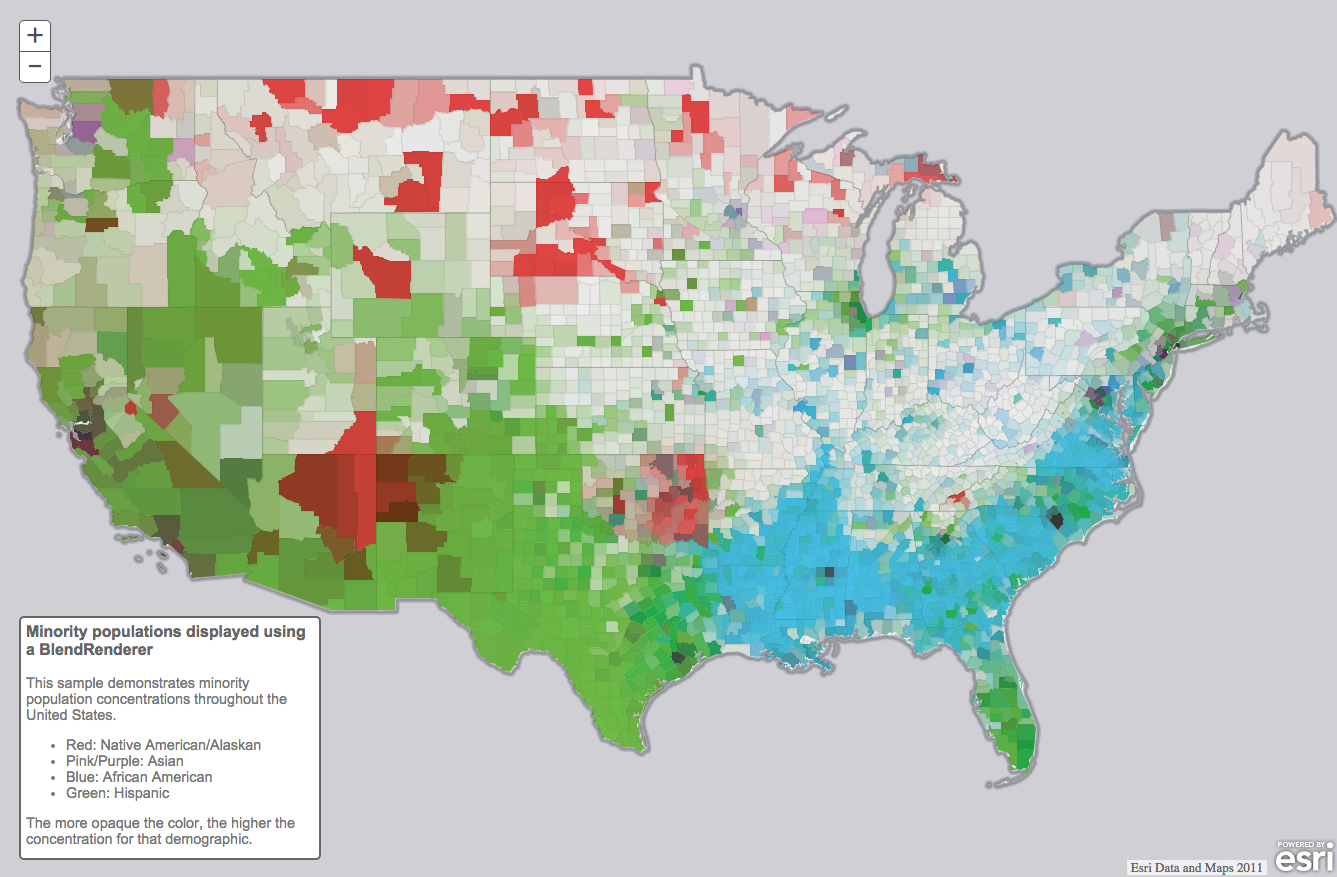 +
−
Minority populations displayed using
a BlendRenderer
This sample demonstrates minority
population concentrations throughout the
United States.
• Red: Native American/Alaskan
• Pink/Purple: Asian
• Blue: African American
• Green: Hispanic
The more opaque the color, the higher the
concentration for that demographic.
Esri Data and Maps 2011
POWERED BY
esri